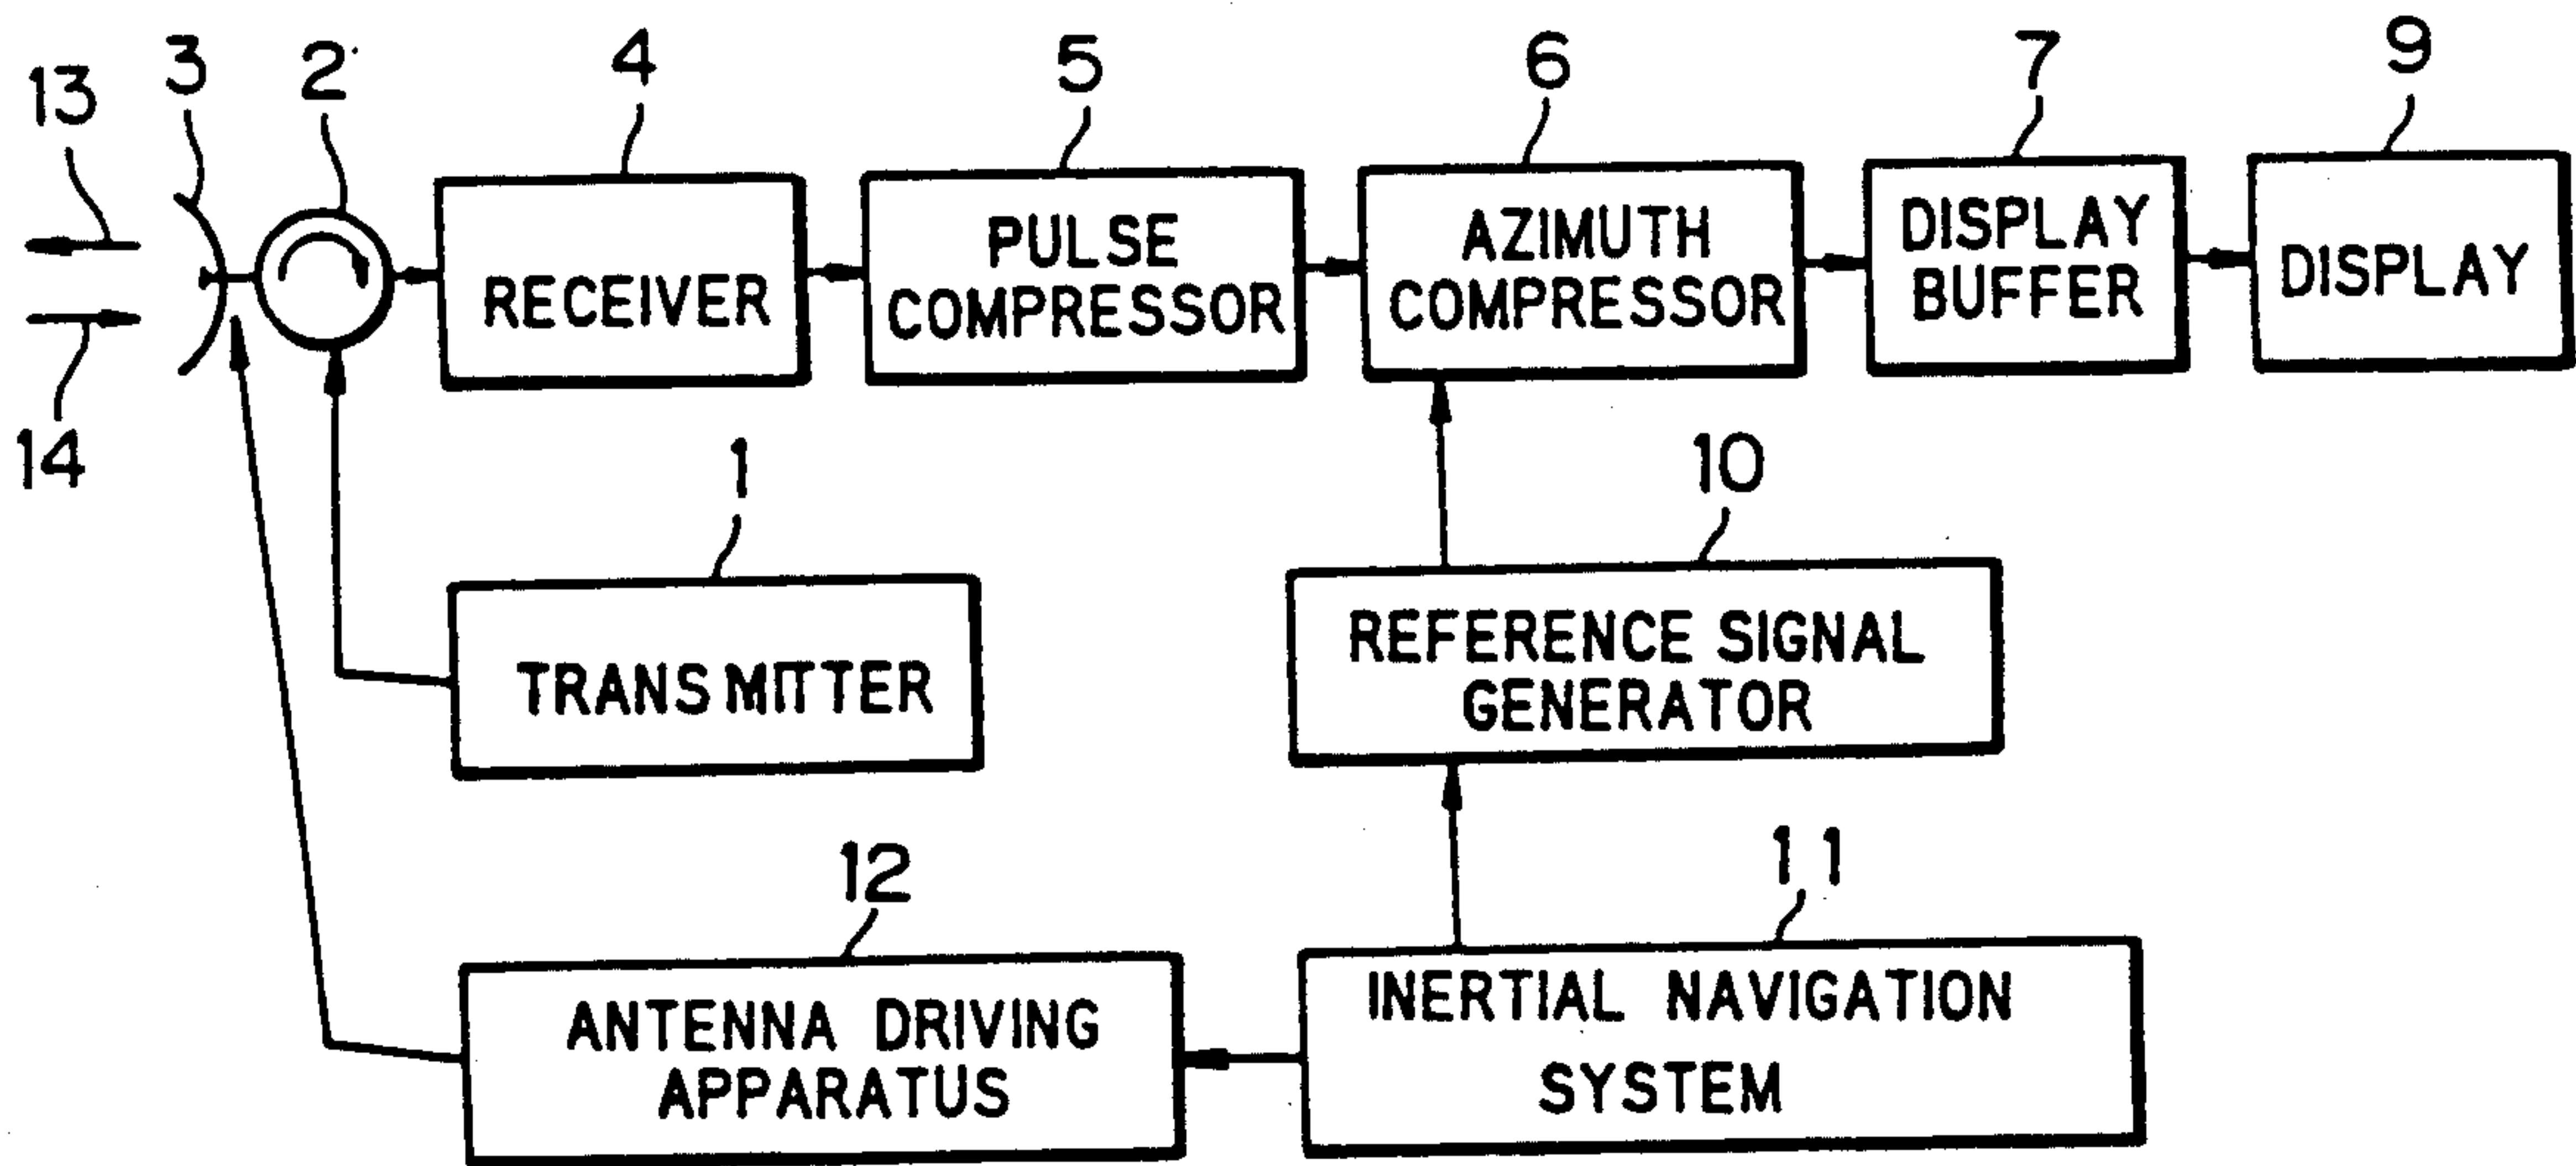 13
3
2
4
5
6
7
9
RECEIVER
PULSE
COMPRESSOR
AZIMUTH
COMPRESSOR
DISPLAY
BUFFER
DISPLAY
14
1
10
TRANSMITTER
REFERENCE SIGNAL
GENERATOR
12
11
ANTENNA DRIVING
APPARATUS
INERTIAL NAVIGATION
SYSTEM